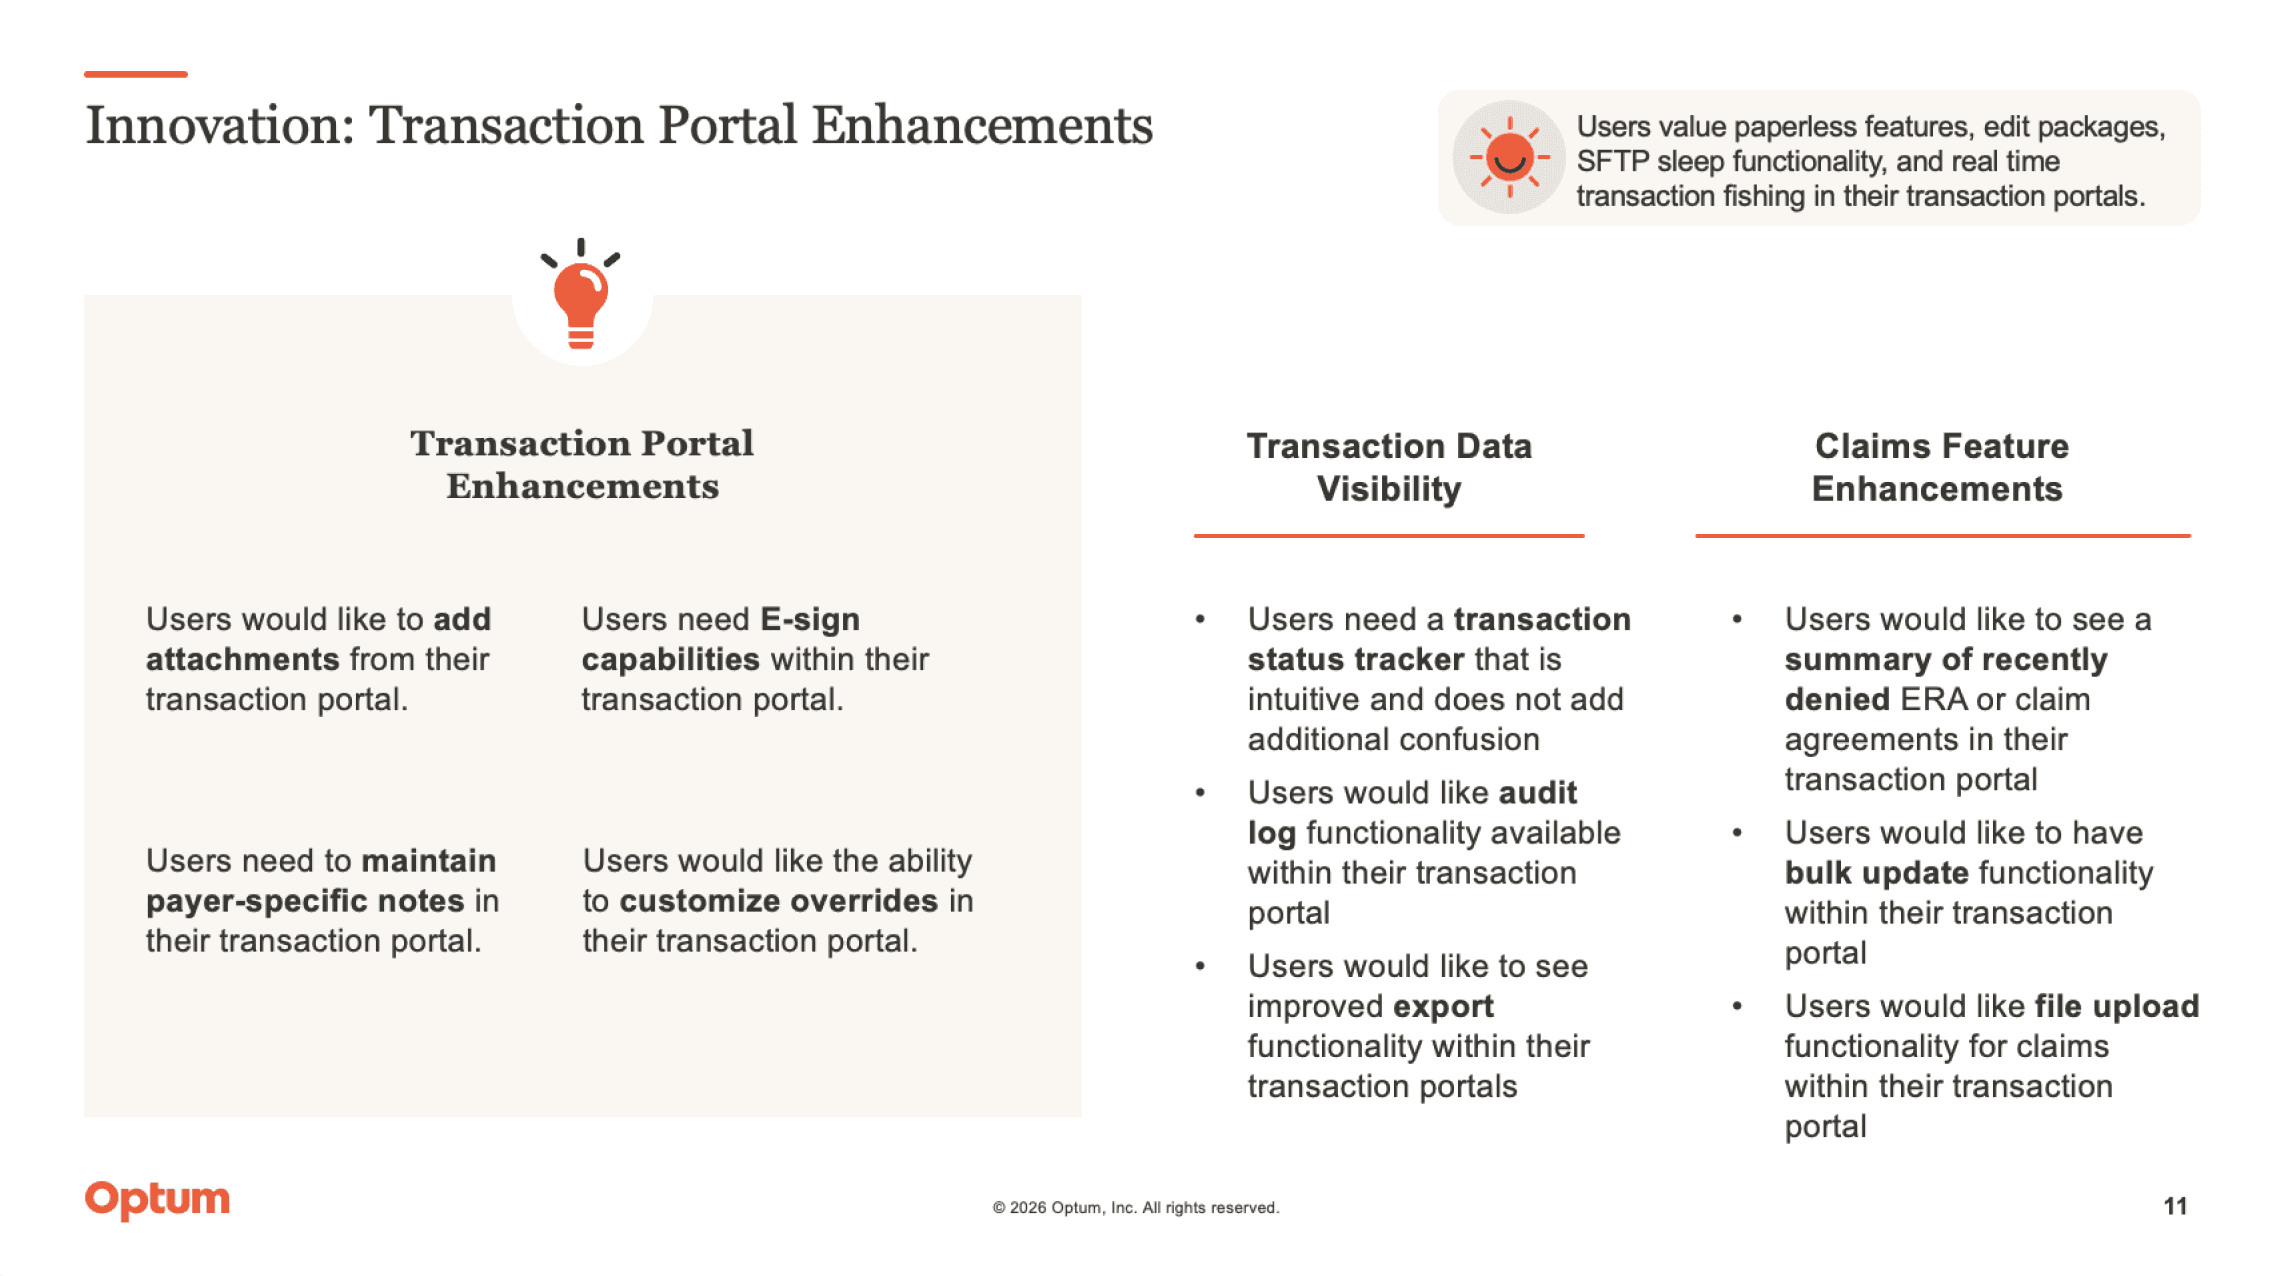 Innovation: Transaction Portal Enhancements
Users value paperless features, edit packages,
SFTP sleep functionality, and real time
transaction fishing in their transaction portals.
Transaction Portal
Enhancements
Users would like to add
attachments from their
transaction portal.
Users need E-sign
capabilities within their
transaction portal.
Users need to maintain
payer-specific notes in
their transaction portal.
Users would like the ability
to customize overrides in
their transaction portal.
Transaction Data
Visibility
• Users need a transaction
status tracker that is
intuitive and does not add
additional confusion
• Users would like audit
log functionality available
within their transaction
portal
• Users would like to see
improved export
functionality within their
transaction portals
Claims Feature
Enhancements
• Users would like to see a
summary of recently
denied ERA or claim
agreements in their
transaction portal
• Users would like to have
bulk update functionality
within their transaction
portal
• Users would like file upload
functionality for claims
within their transaction
portal
Optum
© 2026 Optum, Inc. All rights reserved.
11